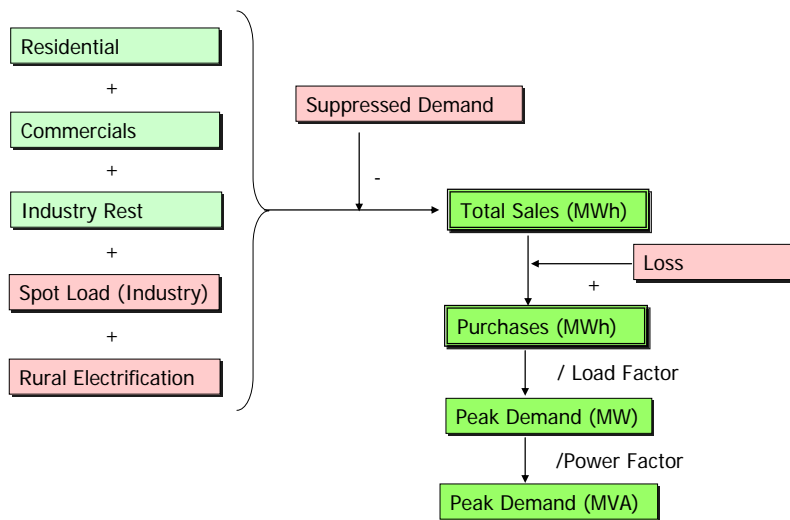 Residential
+
Commercials
+
Industry Rest
+
Spot Load (Industry)
+
Rural Electrification
Suppressed Demand
-
Total Sales (MWh)
Loss
+
Purchases (MWh)
/ Load Factor
Peak Demand (MW)
/Power Factor
Peak Demand (MVA)